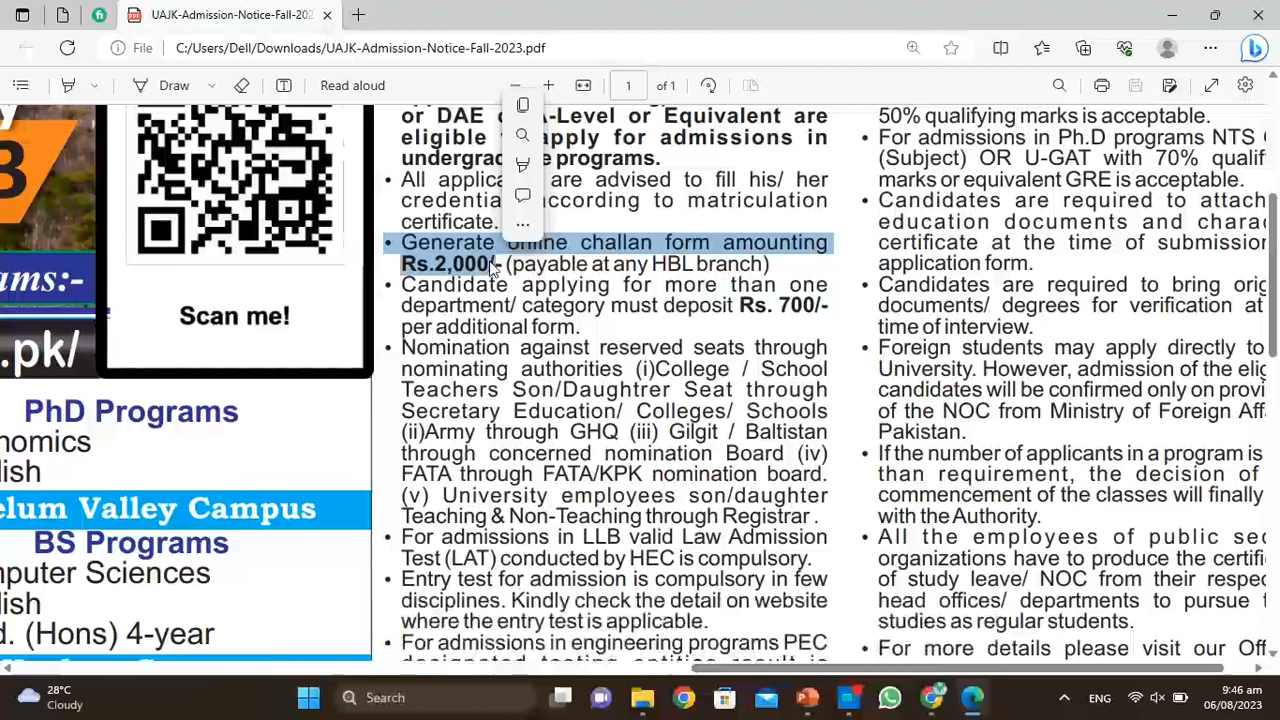 UAJK-Admission-Notice-Fall-202
File
C:/Users/Dell/Downloads/UAJK-Admission-Notice-Fall-2023.pdf
Draw
Read aloud
1
of 1
y
3
ams:-
.pk/
Scan me!
PhD Programs
nomics
lish
elum Valley Campus
BS Programs
nputer Sciences
lish
d. (Hons) 4-year
or DAE A-Level or Equivalent are
eligible apply for admissions in
undergrad e programs.
All applica are advised to fill his/ her
credentia according to matriculation
certificate.
• Generate online challan form amounting
Rs.2,000/- (payable at any HBL branch)
• Candidate applying for more than one
department/ category must deposit Rs. 700/-
per additional form.
• Nomination against reserved seats through
nominating authorities (i)College / School
Teachers Son/Daughtrer Seat through
Secretary Education/ Colleges/ Schools
(ii)Army through GHQ (iii) Gilgit / Baltistan
through concerned nomination Board (iv)
FATA through FATA/KPK nomination board.
(v) University employees son/daughter
Teaching & Non-Teaching through Registrar .
• For admissions in LLB valid Law Admission
Test (LAT) conducted by HEC is compulsory.
• Entry test for admission is compulsory in few
disciplines. Kindly check the detail on website
where the entry test is applicable.
• For admissions in engineering programs PEC
50% qualifying marks is acceptable.
• For admissions in Ph.D programs NTS
(Subject) OR U-GAT with 70% qualif
marks or equivalent GRE is acceptable.
• Candidates are required to attach
education documents and chara
certificate at the time of submission
application form.
• Candidates are required to bring orig
documents/ degrees for verification at
time of interview.
• Foreign students may apply directly to
University. However, admission of the elig
candidates will be confirmed only on provi
of the NOC from Ministry of Foreign Aff
Pakistan.
• If the number of applicants in a program is
than requirement, the decision of
commencement of the classes will finally
with the Authority.
• All the employees of public sec
organizations have to produce the certifi
of study leave/ NOC from their respec
head offices/ departments to pursue t
studies as regular students.
• For more details please visit our Off
28°C
Cloudy
Search
ENG
9:46 am
06/08/2023